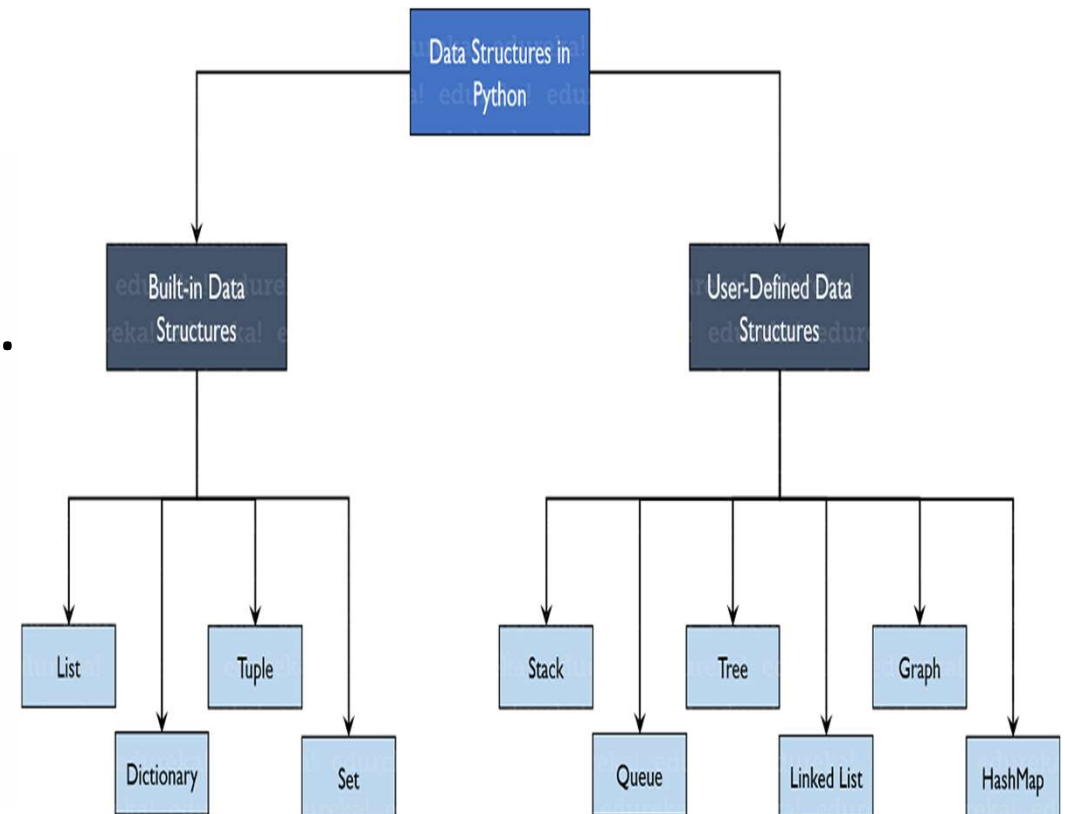 Data Structures in
Python
Built-in Data
Structures
User-Defined Data
Structures
List
Tuple
Stack
Tree
Graph
Dictionary
Set
Queue
Linked List
HashMap